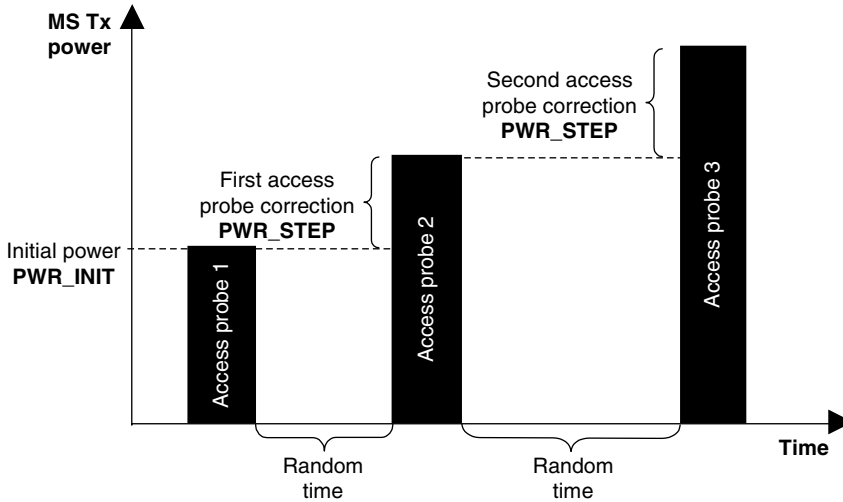 MS Tx
power
Second access
probe correction
PWR_STEP
First access
probe correction
PWR_STEP
Initial power
PWR_INIT
Access probe 1
Access probe 2
Access probe 3
Time
Random
time
Random
time